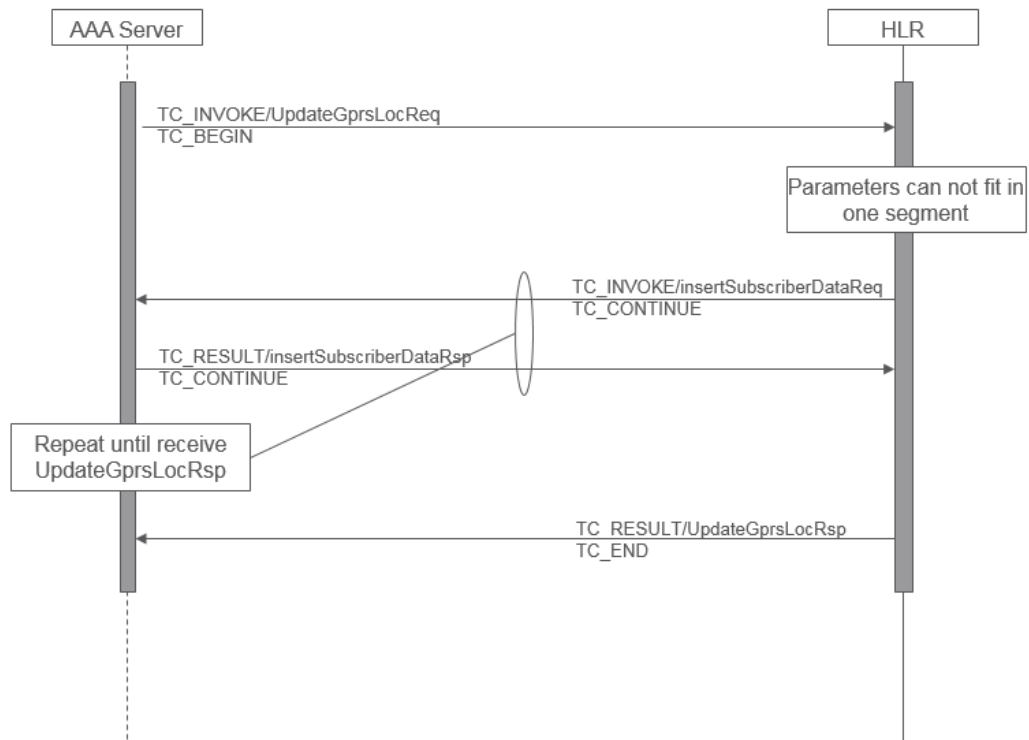 AAA Server
HLR
TC_INVOKE/UpdateGprsLocReq
TC_BEGIN
Parameters can not fit in
one segment
TC_INVOKE/insertSubscriberDataReq
TC_CONTINUE
TC_RESULT/insertSubscriberDataRsp
TC_CONTINUE
Repeat until receive
UpdateGprsLocRsp
TC_RESULT/UpdateGprsLocRsp
TC_END